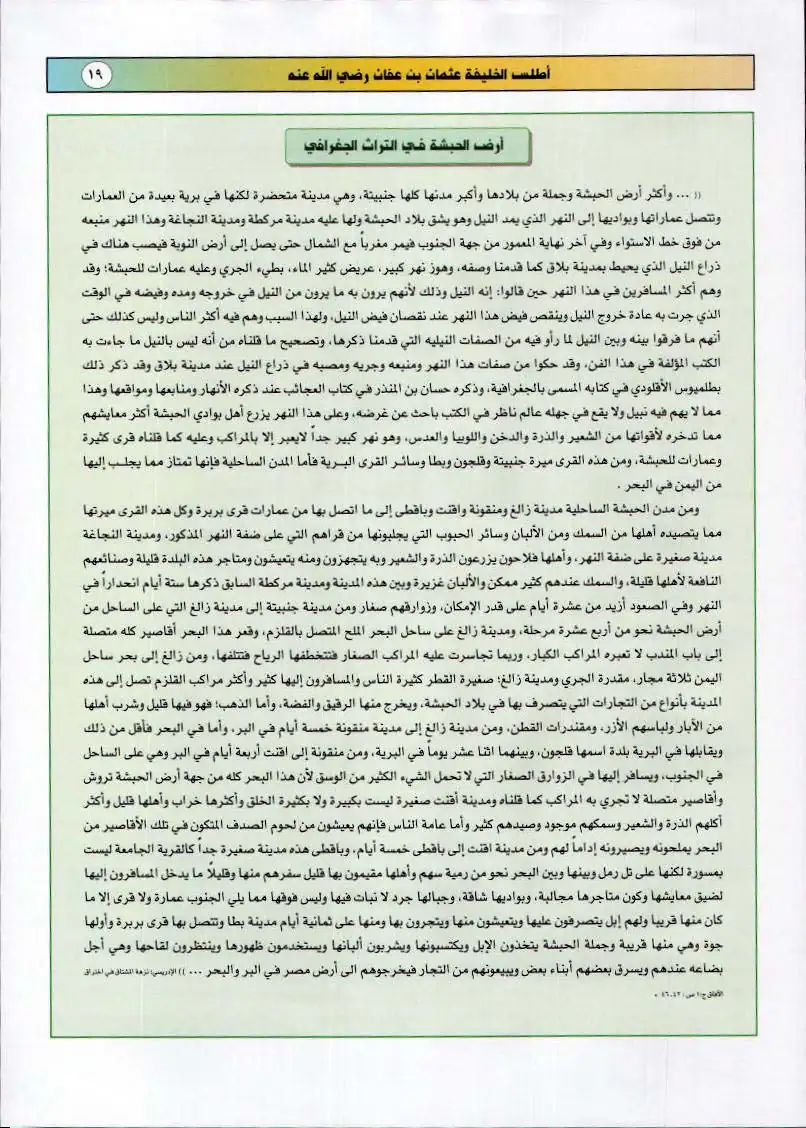 أطلس الخليفة عثمان بن عفان رضي الله عنه
١٩
أرض الحبشة في التراث الجغرافي
(( ... وأكثر أرض الحبشة وجملة من بلادها وأكبر مدنها كلها جنبيتة، وهي مدينة متحضرة لكنها في برية بعيدة من العمارات
وتتصل عماراتها وبواديها إلى النهر الذي يمد النيل وهو يشق بلاد الحبشة ولها عليه مدينة مركطة ومدينة النجاغة وهذا النهر منبعه
من فوق خط الاستواء وفي آخر نهاية المعمور من جهة الجنوب فيمر مغرباً مع الشمال حتى يصل إلى أرض النوبة فيصب هناك في
ذراع النيل الذي يحيط بمدينة بلاق كما قدمنا وصفه، وهوز نهر كبير، عريض كثير الماء، بطيء الجري وعليه عمارات للحبشة؛ وقد
وهم أكثر المسافرين في هذا النهر حين قالوا: إنه النيل وذلك لأنهم يرون به ما يرون من النيل في خروجه ومده وفيضه في الوقت
الذي جرت به عادة خروج النيل وينقص فيض هذا النهر عند نقصان فيض النيل، ولهذا السبب وهم فيه أكثر الناس وليس كذلك حتى
أنهم ما فرقوا بينه وبين النيل لما رأو فيه من الصفات النيليه التي قدمنا ذكرها، وتصحيح ما قلناه من أنه ليس بالنيل ما جاءت به
الكتب المؤلفة في هذا الفن، وقد حكوا من صفات هذا النهر ومنبعه وجريه ومصبه في ذراع النيل عند مدينة بلاق وقد ذكر ذلك
بطلميوس الأقلودي في كتابه المسمى بالجغرافية، وذكره حسان بن المنذر في كتاب العجائب عند ذكره الأنهار ومنابعها ومواقعها وهذا
مما لا يهم فيه نبيل ولا يقع في جهله عالم ناظر في الكتب باحث عن غرضه، وعلى هذا النهر يزرع أهل بوادي الحبشة أكثر معايشهم
مما تدخره لأقواتها من الشعير والذرة والدخن واللوبيا والعدس، وهو نهر كبير جداً لايعبر إلا بالمراكب وعليه كما قلناه قرى كثيرة
وعمارات للحبشة، ومن هذه القرى ميرة جنبيتة وقلجون وبطا وسائر القرى البرية فأما المدن الساحلية فإنها تمتاز مما يجلب إليها
من اليمن في البحر .
ومن مدن الحبشة الساحلية مدينة زالغ ومنقونة واقنت وباقطى إلى ما اتصل بها من عمارات قرى بربرة وكل هذه القرى ميرتها
مما يتصيده أهلها من السمك ومن الألبان وسائر الحبوب التي يجلبونها من قراهم التي على ضفة النهر المذكور، ومدينة النجاغة
مدينة صغيرة على ضفة النهر، وأهلها فلاحون يزرعون الذرة والشعير وبه يتجهزون ومنه يتعيشون ومتاجر هذه البلدة قليلة وصنائعهم
النافعة لأهلها قليلة، والسمك عندهم كثير ممكن والألبان غزيرة وبين هذه المدينة ومدينة مركطة السابق ذكرها ستة أيام انحداراً في
النهر وفي الصعود أزيد من عشرة أيام على قدر الإمكان، وزوارقهم صغار ومن مدينة جنبيتة إلى مدينة زالغ التي على الساحل من
أرض الحبشة نحو من أربع عشرة مرحلة، ومدينة زالغ على ساحل البحر الملح المتصل بالقلزم، وقعر هذا البحر أقاصير كله متصلة
إلى باب المندب لا تعبره المراكب الكبار، وربما تجاسرت عليه المراكب الصغار فتتخطفها الرياح فتتلفها، ومن زالغ إلى بحر ساحل
اليمن ثلاثة مجار، مقدرة الجري ومدينة زالغ؛ صغيرة القطر كثيرة الناس والمسافرون إليها كثير وأكثر مراكب القلزم تصل إلى هذه
المدينة بأنواع من التجارات التي يتصرف بها في بلاد الحبشة، ويخرج منها الرقيق والفضة، وأما الذهب؛ فهو فيها قليل وشرب أهلها
من الآبار ولباسهم الأزر، ومقندرات القطن، ومن مدينة زالغ إلى مدينة منقونة خمسة أيام في البر، وأما في البحر فأقل من ذلك
ويقابلها في البرية بلدة اسمها قلجون، وبينهما اثنا عشر يوماً في البرية، ومن منقونة إلى اقنت أربعة أيام في البر وهي على الساحل
في الجنوب، ويسافر إليها في الزوارق الصغار التي لا تحمل الشيء الكثير من الوسق لأن هذا البحر كله من جهة أرض الحبشة تروش
وأقاصير متصلة لا تجري به المراكب كما قلناه ومدينة أقنت صغيرة ليست بكبيرة ولا بكثيرة الخلق وأكثرها خراب وأهلها قليل وأكثر
أكلهم الذرة والشعير وسمكهم موجود وصيدهم كثير وأما عامة الناس فإنهم يعيشون من لحوم الصدف المتكون في تلك الأقاصير من
البحر يملحونه ويصيرونه إداماً لهم ومن مدينة اقنت إلى باقطى خمسة أيام، وباقطى هذه مدينة صغيرة جداً كالقرية الجامعة ليست
بمسورة لكنها على تل رمل وبينها وبين البحر نحو من رمية سهم وأهلها مقيمون بها قليل سفرهم منها وقليلاً ما يدخل المسافرون إليها
لضيق معايشها وكون متاجرها مجالبة، وبواديها شاقة، وجبالها جرد لا نبات فيها وليس فوقها مما يلي الجنوب عمارة ولا قرى إلا ما
كان منها قريبا ولهم إبل يتصرفون عليها ويتعيشون منها ويتجرون بها ومنها على ثمانية أيام مدينة بطا وتتصل بها قرى بربرة وأولها
جوة وهي منها قريبة وجملة الحبشة يتخذون الإبل ويكتسبونها ويشربون ألبانها ويستخدمون ظهورها وينتظرون لقاحها وهي أجل
بضاعه عندهم ويسرق بعضهم أبناء بعض ويبيعونهم من التجار فيخرجوهم الى أرض مصر في البر والبحر ... )) الإدريسي: نزهة المشتاق في اختراق
الآفاق ج:١ ص: ٤٣ـ ٤٦ .